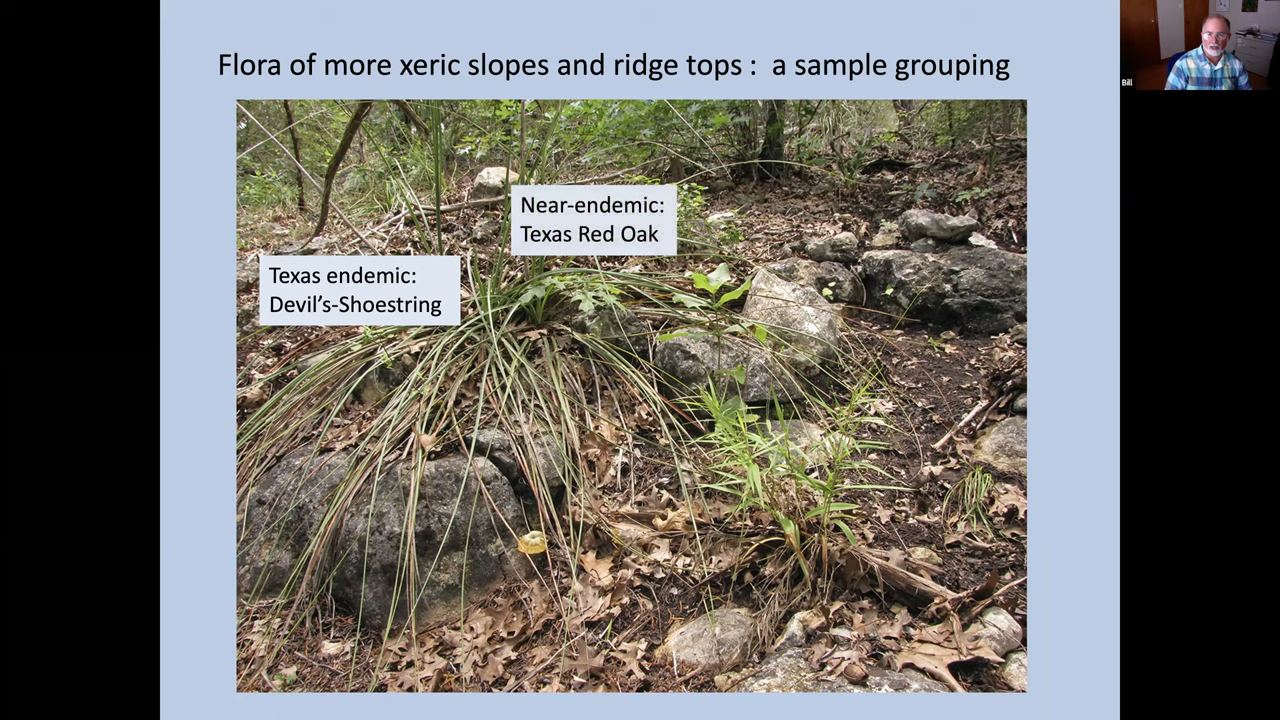 Flora of more xeric slopes and ridge tops : a sample grouping
Near-endemic:
Texas Red Oak
Texas endemic:
Devil's-Shoestring
Bill